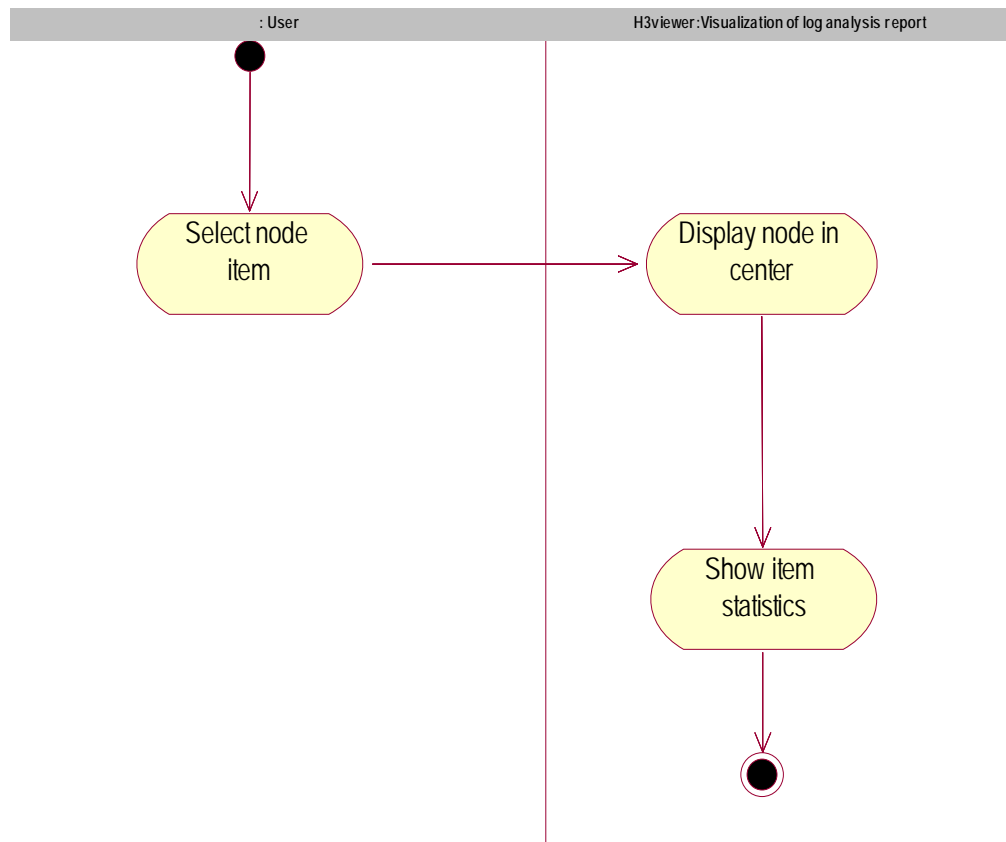 : User
H3viewer:Visualization of log analysis report
Select node
item
Display node in
center
Show item
statistics